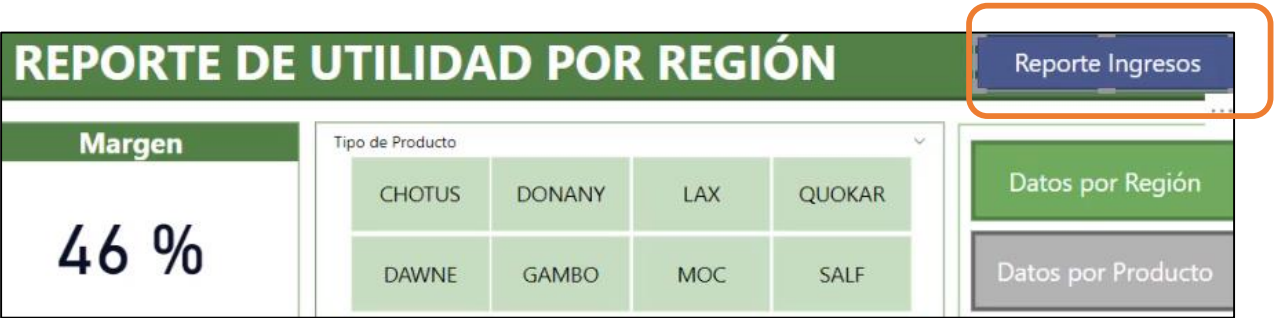 REPORTE DE UTILIDAD POR REGIÓN
Reporte Ingresos
...
Margen
46 %
Tipo de Producto
CHOTUS DONANY LAX QUOKAR
DAWNE GAMBO MOC SALF
Datos por Región
Datos por Producto